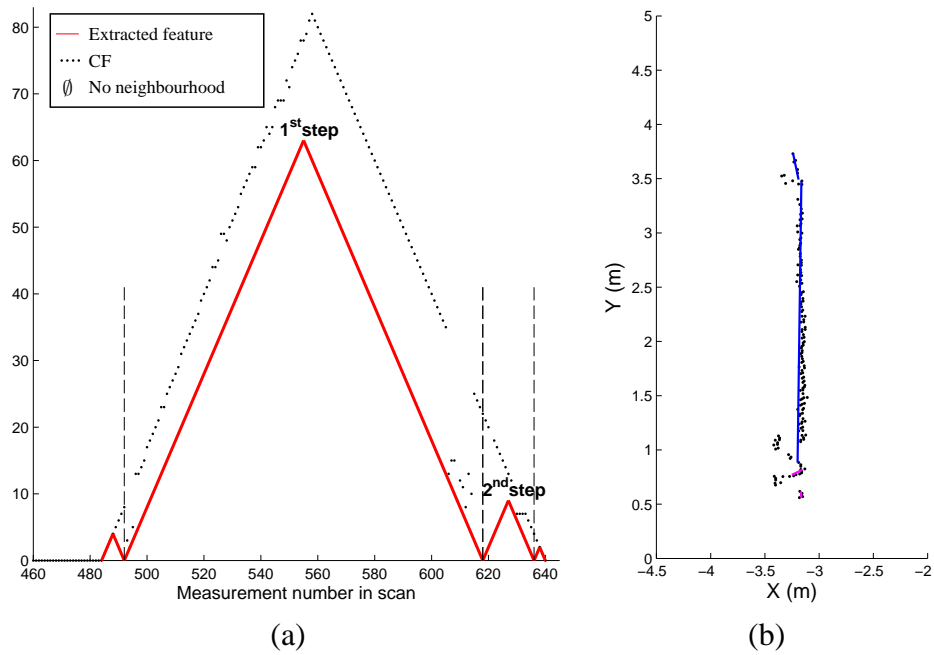 Extracted feature
CF
∅ No neighbourhood
80
70
60
50
40
30
20
10
0
1st step
2nd step
460 480 500 520 540 560 580 600 620 640
Measurement number in scan
(a)
5
4.5
4
3.5
3
2.5
2
1.5
1
0.5
0
Y (m)
−4.5 −4 −3.5 −3 −2.5 −2
X (m)
(b)